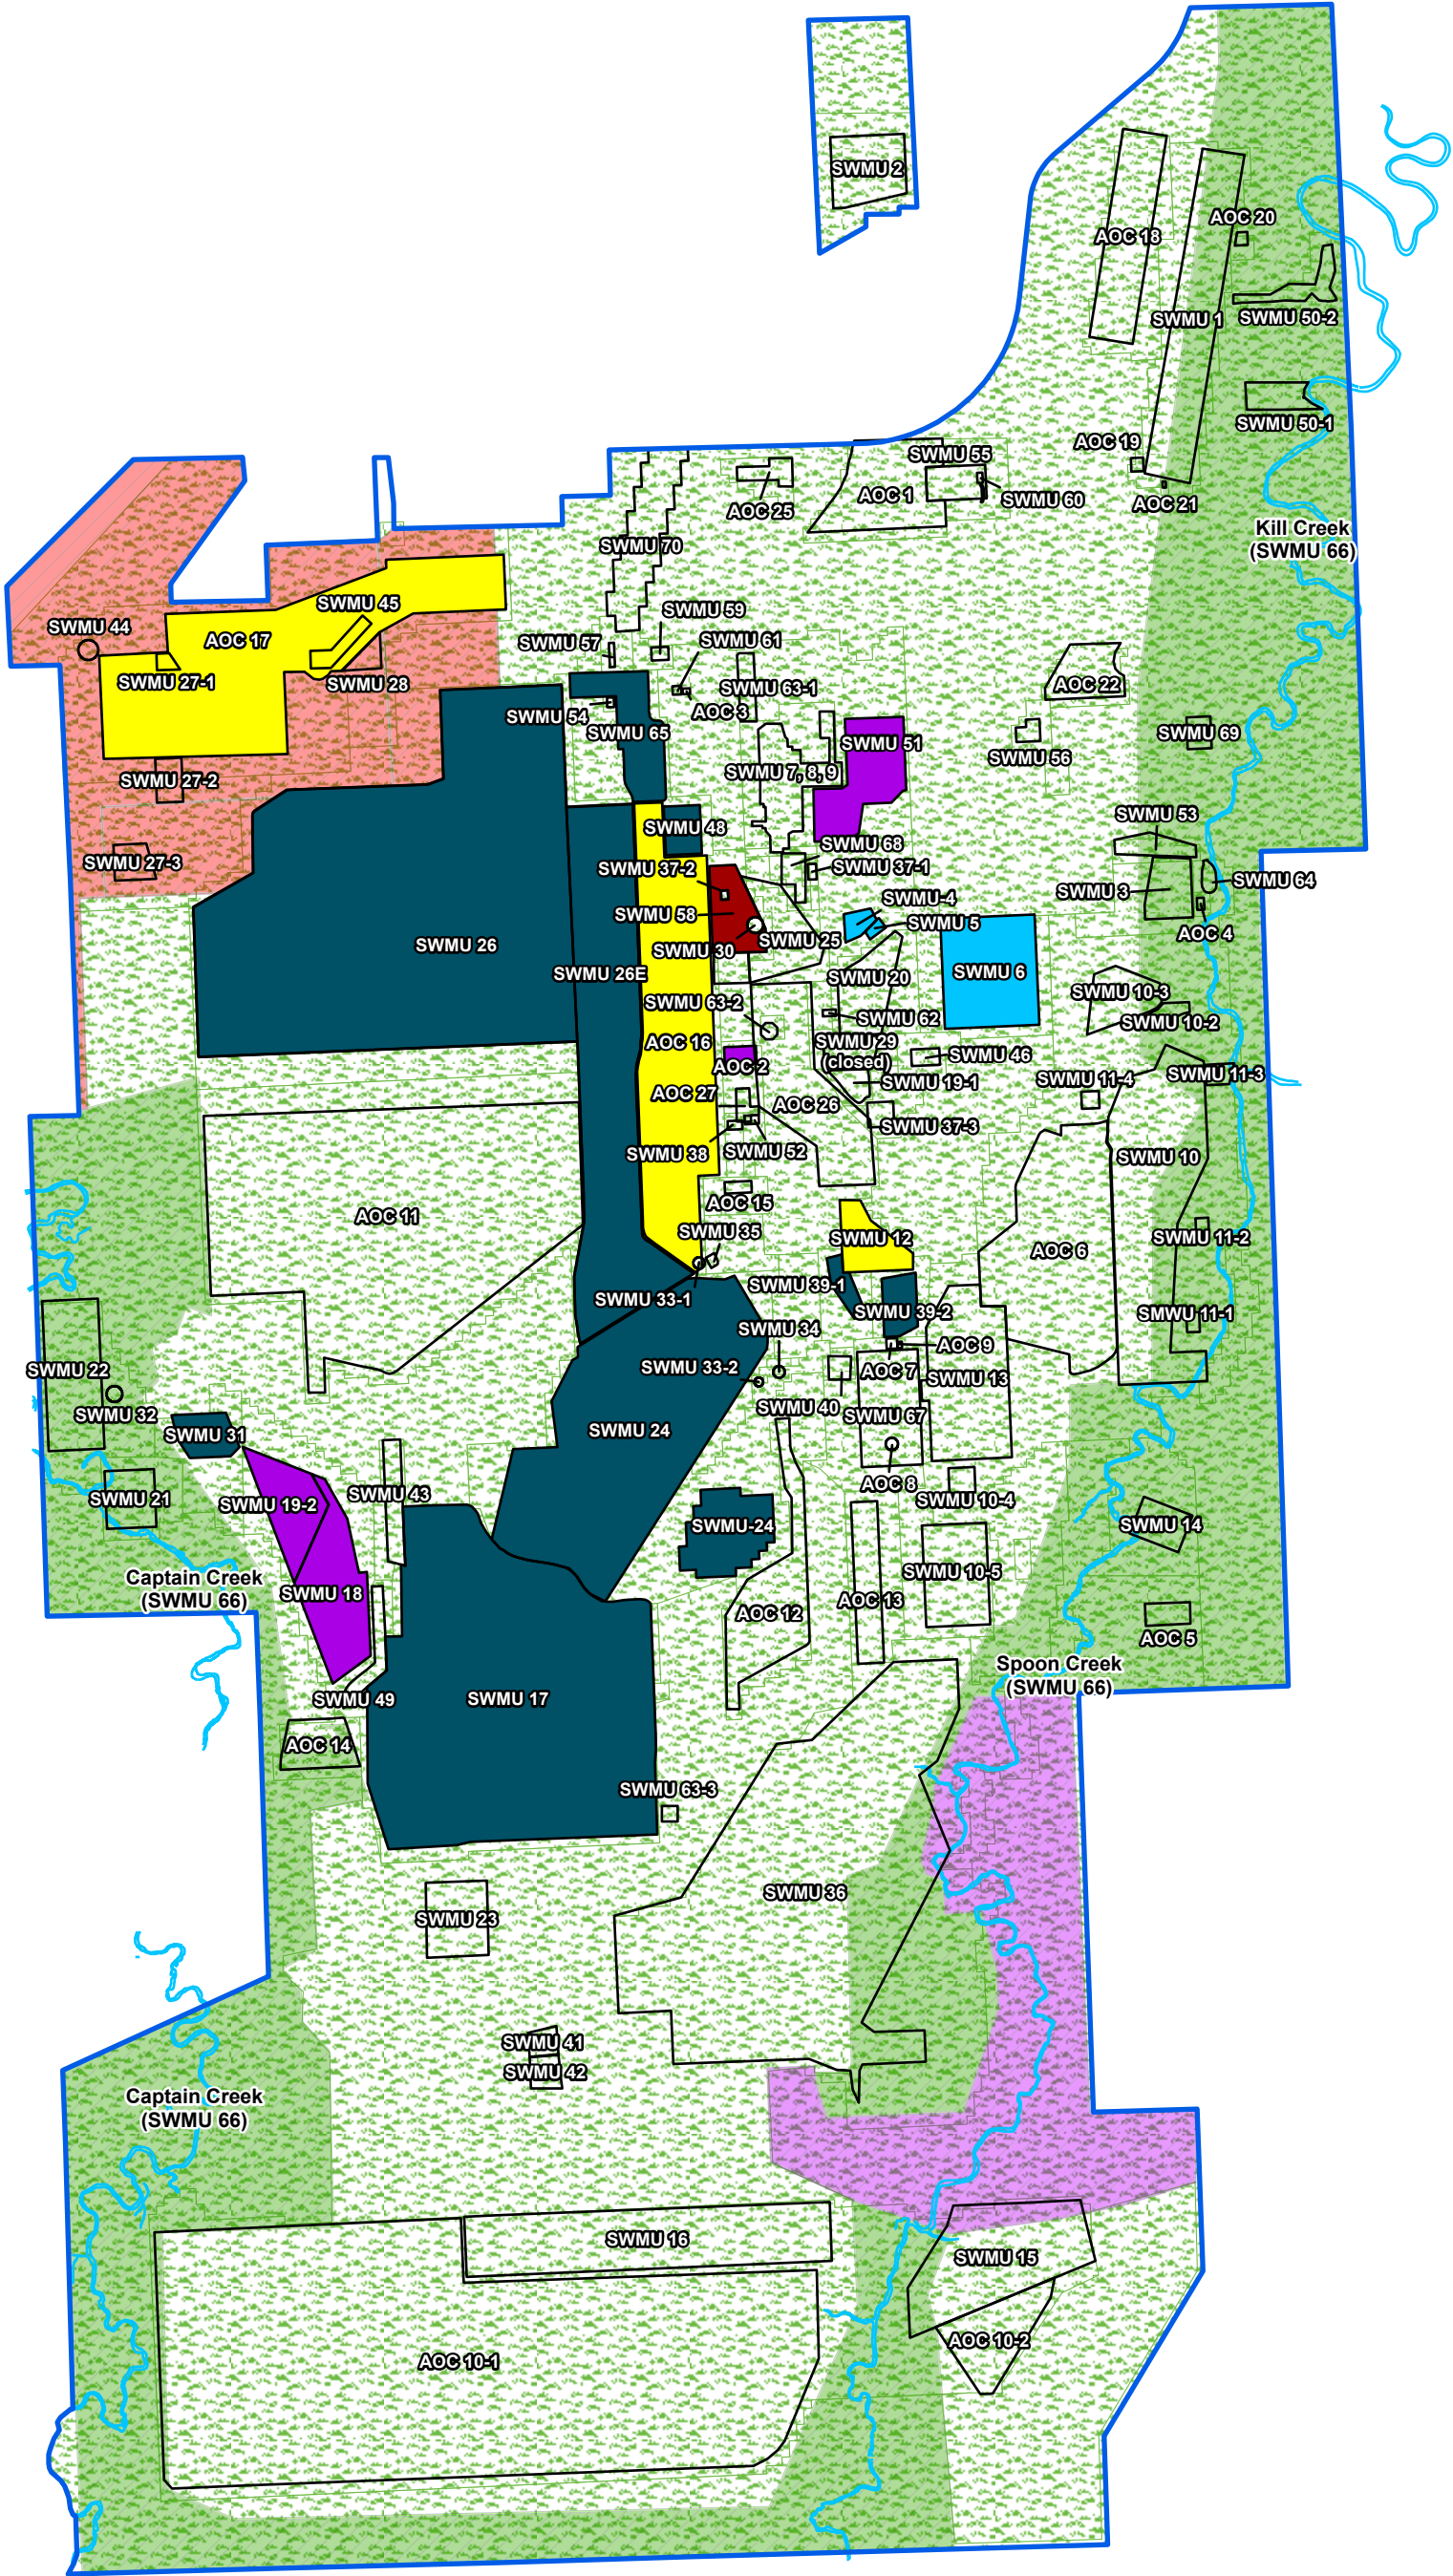 SWMU 2
AOC 20
AOC 18
SWMU 1
SWMU 50-2
SWMU 50-1
AOC 19
SWMU 55
AOC 1
SWMU 60
AOC 21
AOC 25
Kill Creek
(SWMU 66)
SWMU 70
SWMU 45
SWMU 59
SWMU 44
AOC 17
SWMU 57
SWMU 61
SWMU 27-1
SWMU 28
SWMU 63-1
AOC 22
AOC 3
SWMU 54
SWMU 65
SWMU 51
SWMU 69
SWMU 56
SWMU 27-2
SWMU 7, 8, 9
SWMU 53
SWMU 48
SWMU 68
SWMU 27-3
SWMU 37-2
SWMU 37-1
SWMU 64
SWMU 3
SWMU-4
SWMU 58
SWMU 5
AOC 4
SWMU 26
SWMU 30
SWMU 25
SWMU 26E
SWMU 20
SWMU 6
SWMU 10-3
SWMU 63-2
SWMU 62
SWMU 10-2
AOC 16
SWMU 29
(closed)
SWMU 46
AOC 2
SWMU 19-1
SWMU 11-4
SWMU 11-3
AOC 27
AOC 26
SWMU 37-3
SWMU 38
SWMU 52
SWMU 10
AOC 15
AOC 11
SWMU 35
SWMU 12
AOC 6
SWMU 11-2
SWMU 33-1
SWMU 39-1
SWMU 39-2
SMWU 11-1
SWMU 34
AOC 9
SWMU 22
SWMU 33-2
AOC 7
SWMU 13
SWMU 32
SWMU 40
SWMU 67
SWMU 31
SWMU 24
AOC 8
SWMU 21
SWMU 19-2
SWMU 43
SWMU 10-4
SWMU-24
SWMU 14
Captain Creek
(SWMU 66)
SWMU 18
SWMU 10-5
AOC 13
AOC 12
AOC 5
Spoon Creek
(SWMU 66)
SWMU 49
SWMU 17
AOC 14
SWMU 63-3
SWMU 36
SWMU 23
SWMU 41
SWMU 42
Captain Creek
(SWMU 66)
SWMU 16
SWMU 15
AOC 10-2
AOC 10-1